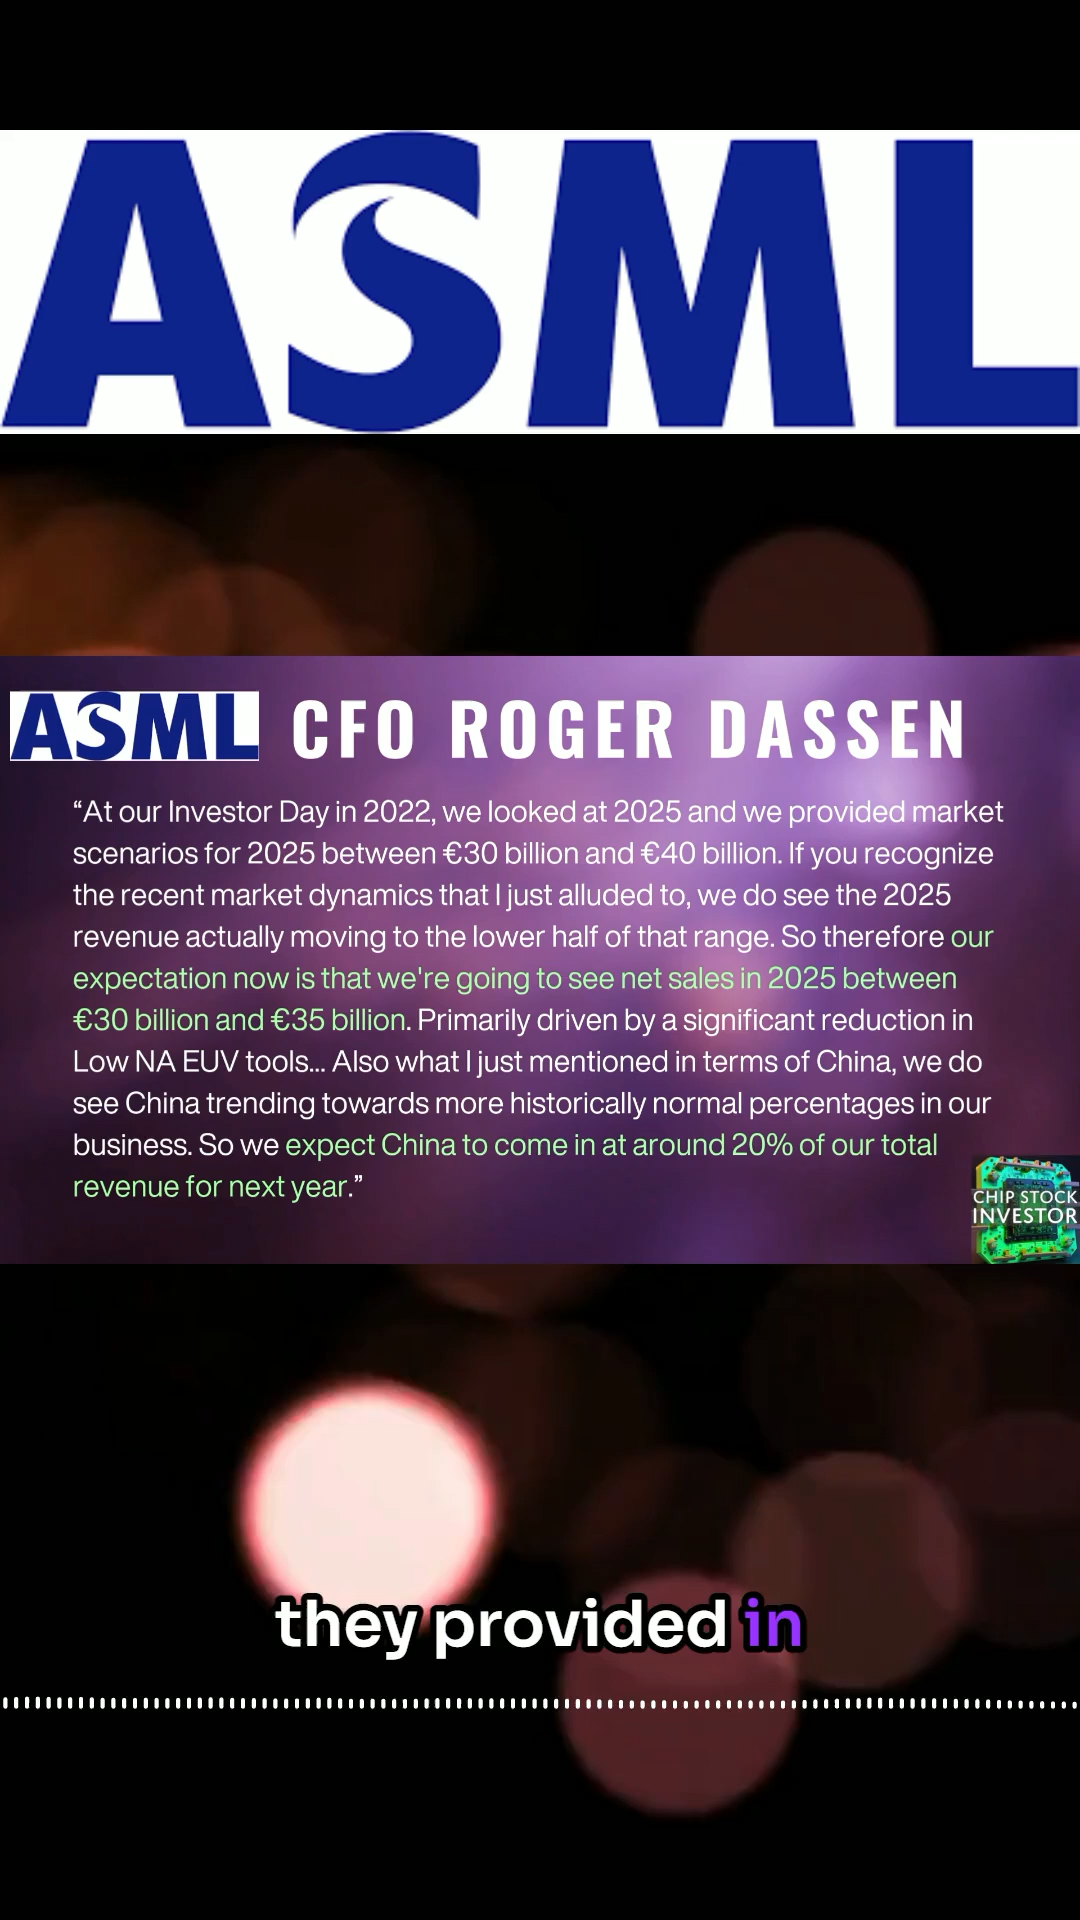 ASML
ASML CFO ROGER DASSEN
“At our Investor Day in 2022, we looked at 2025 and we provided market
scenarios for 2025 between €30 billion and €40 billion. If you recognize
the recent market dynamics that I just alluded to, we do see the 2025
revenue actually moving to the lower half of that range. So therefore our
expectation now is that we're going to see net sales in 2025 between
€30 billion and €35 billion. Primarily driven by a significant reduction in
Low NA EUV tools... Also what I just mentioned in terms of China, we do
see China trending towards more historically normal percentages in our
business. So we expect China to come in at around 20% of our total
revenue for next year.”
CHIP STOCK
INVESTOR
they provided in